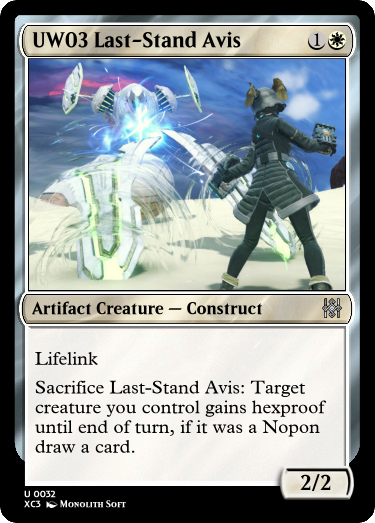 UW03 Last-Stand Avis 1
Artifact Creature — Construct
Lifelink
Sacrifice Last-Stand Avis: Target
creature you control gains hexproof
until end of turn, if it was a Nopon
draw a card.
2/2
U 0032
XC3 Monolith Soft